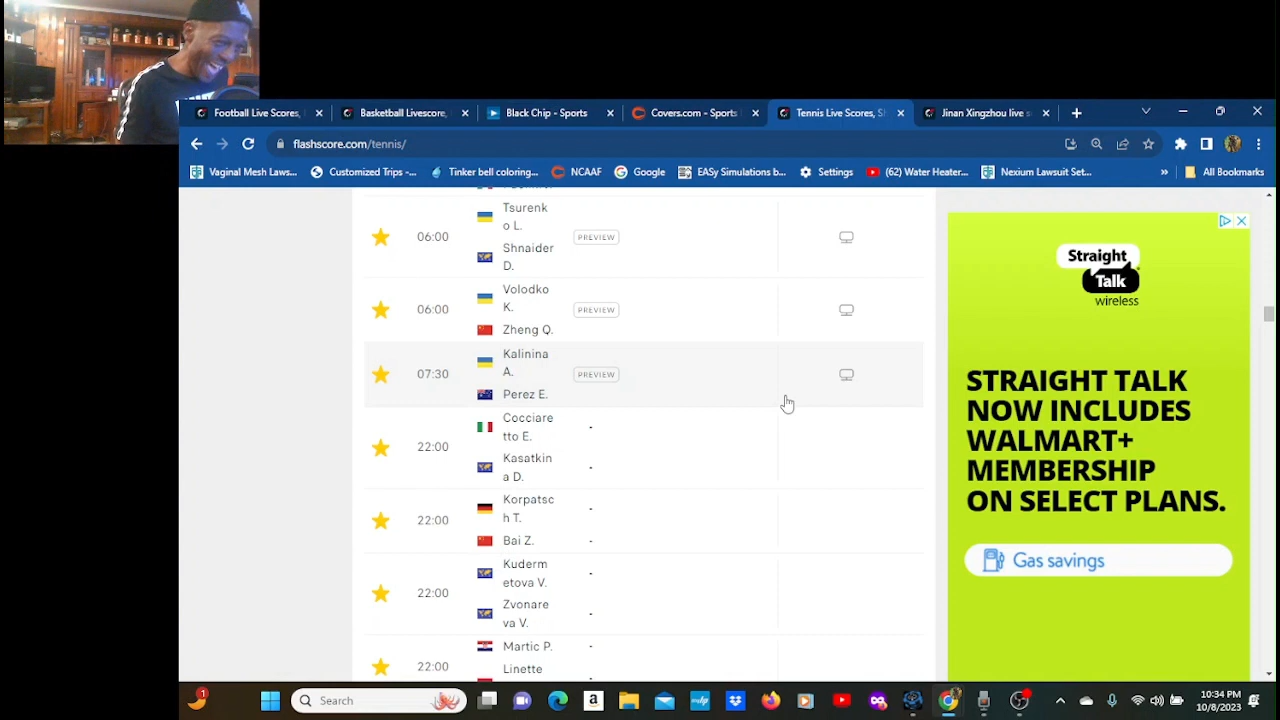 Football Live Scores,
Basketball Livescore,
Black Chip - Sports
Covers.com - Sports
Tennis Live Scores, S
Jinan Xingzhou live s
flashscore.com/tennis/
Vaginal Mesh Laws...
Customized Trips -...
Tinker bell coloring...
NCAAF
Google
EASy Simulations b...
Settings
(62) Water Heater...
Nexium Lawsuit Set...
»
All Bookmarks
06:00
Tsurenk
o L.
Shnaider
D.
PREVIEW
06:00
Volodko
K.
Zheng Q.
PREVIEW
07:30
Kalinina
A.
Perez E.
PREVIEW
22:00
Cocciare
tto E.
-
Kasatkin
a D.
-
22:00
Korpatsc
h T.
-
Bai Z.
-
22:00
Kuderm
etova V.
-
Zvonare
va V.
-
22:00
Martic P.
-
Linette
Straight
Talk
wireless
STRAIGHT TALK
NOW INCLUDES
WALMART+
MEMBERSHIP
ON SELECT PLANS.
Gas savings
1
Search
a
10:34 PM
10/8/2023